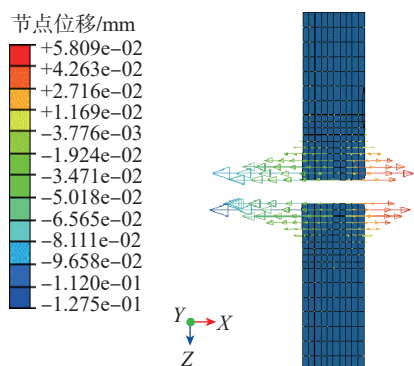 节点位移/mm
+5.809e−02
+4.263e−02
+2.716e−02
+1.169e−02
−3.776e−03
−1.924e−02
−3.471e−02
−5.018e−02
−6.565e−02
−8.111e−02
−9.658e−02
−1.120e−01
−1.275e−01
Y
X
Z